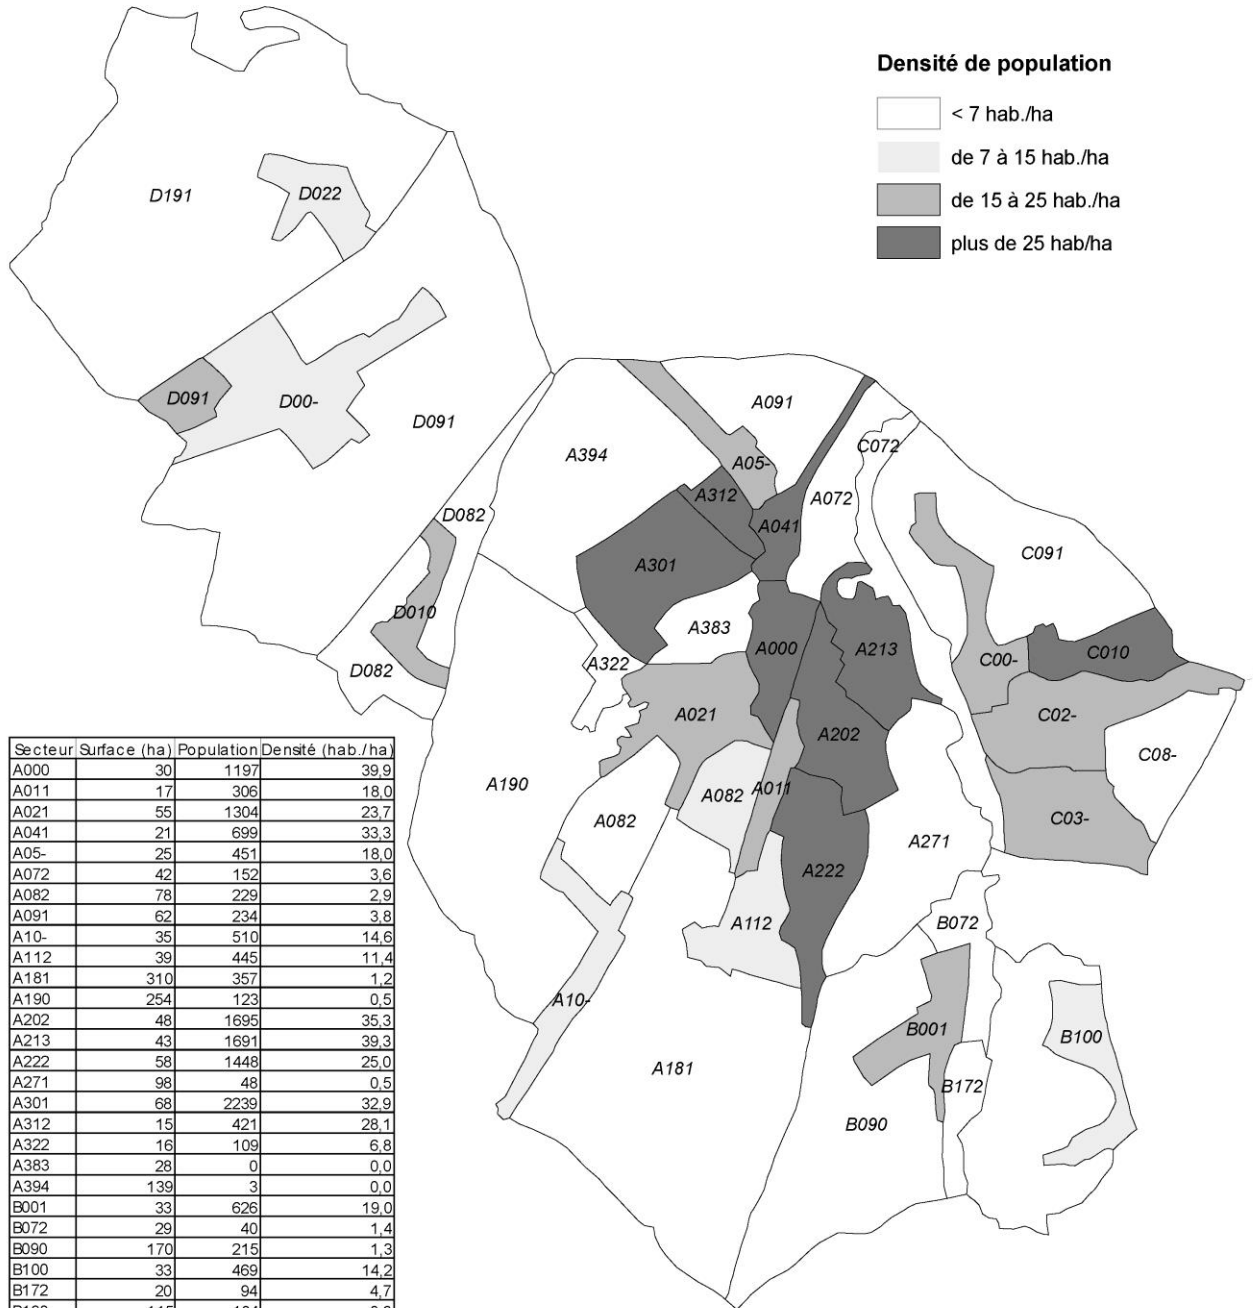 Densité de population
< 7 hab./ha
de 7 à 15 hab./ha
de 15 à 25 hab./ha
plus de 25 hab/ha
D191
D022
D091
D00-
D091
A091
A394
A05-
C072
A312
A072
D082
A041
A301
C091
D010
A383
A000
A213
A322
C00-
C010
D082
A021
C02-
A202
C08-
A190
A082
A011
A082
C03-
A271
A222
A112
B072
A10-
B001
B100
A181
B172
B090
Secteur Surface (ha) Population Densité (hab./ha)
A000 30 1197 39,9
A011 17 306 18,0
A021 55 1304 23,7
A041 21 699 33,3
A05- 25 451 18,0
A072 42 152 3,6
A082 78 229 2,9
A091 62 234 3,8
A10- 35 510 14,6
A112 39 445 11,4
A181 310 357 1,2
A190 254 123 0,5
A202 48 1695 35,3
A213 43 1691 39,3
A222 58 1448 25,0
A271 98 48 0,5
A301 68 2239 32,9
A312 15 421 28,1
A322 16 109 6,8
A383 28 0 0,0
A394 139 3 0,0
B001 33 626 19,0
B072 29 40 1,4
B090 170 215 1,3
B100 33 469 14,2
B172 20 94 4,7